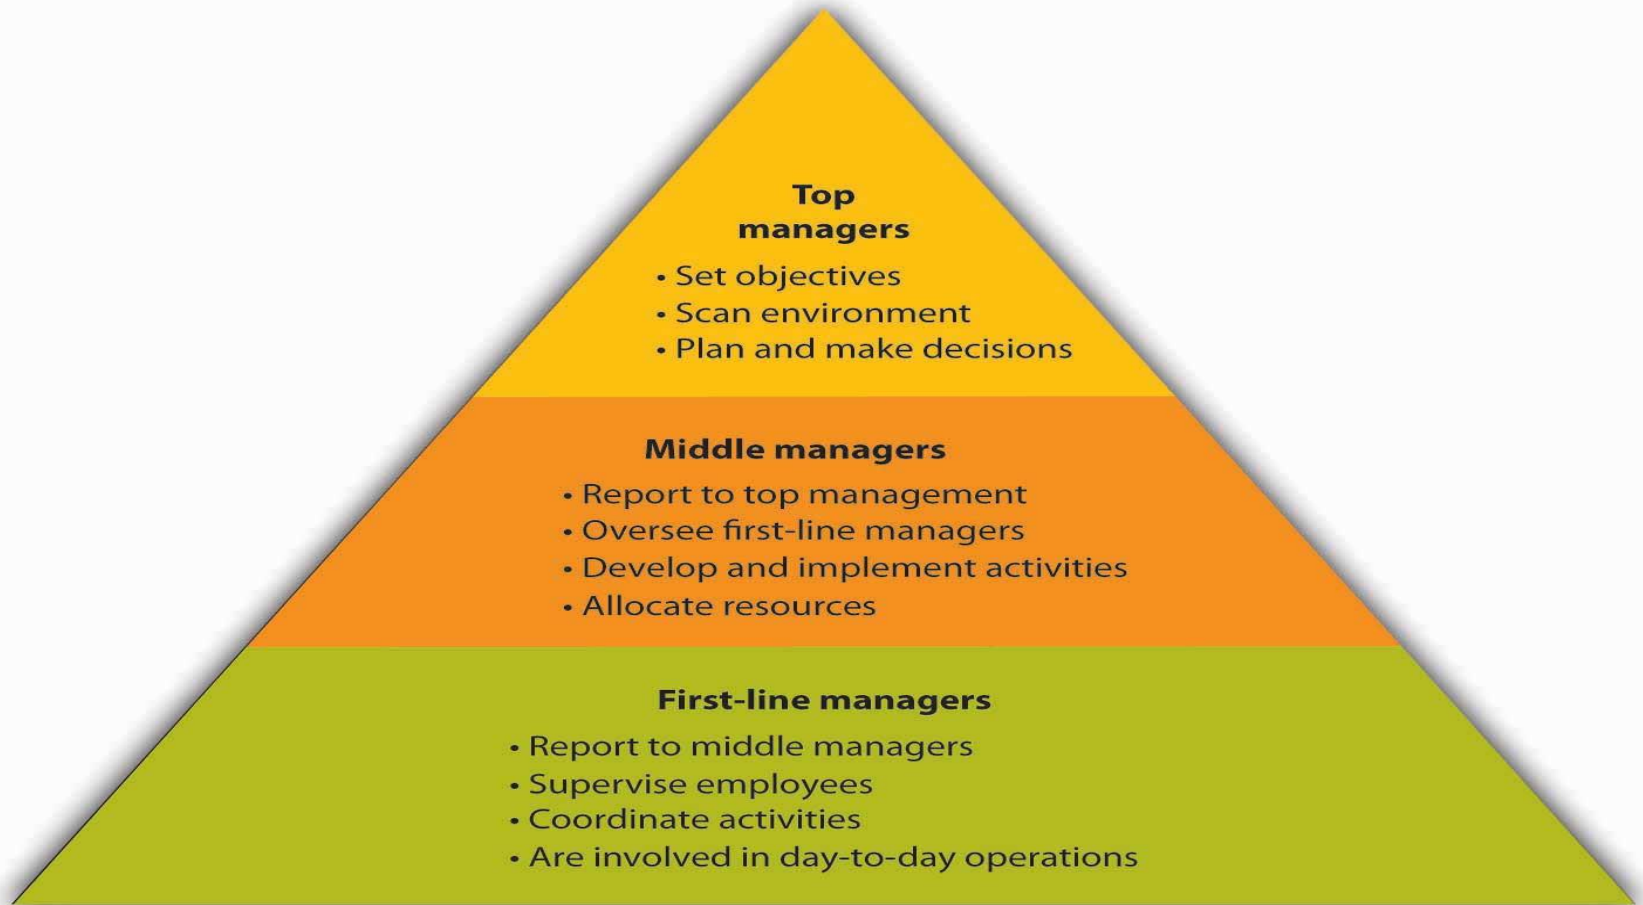 Top
managers
• Set objectives
• Scan environment
• Plan and make decisions
Middle managers
• Report to top management
• Oversee first-line managers
• Develop and implement activities
• Allocate resources
First-line managers
• Report to middle managers
• Supervise employees
• Coordinate activities
• Are involved in day-to-day operations